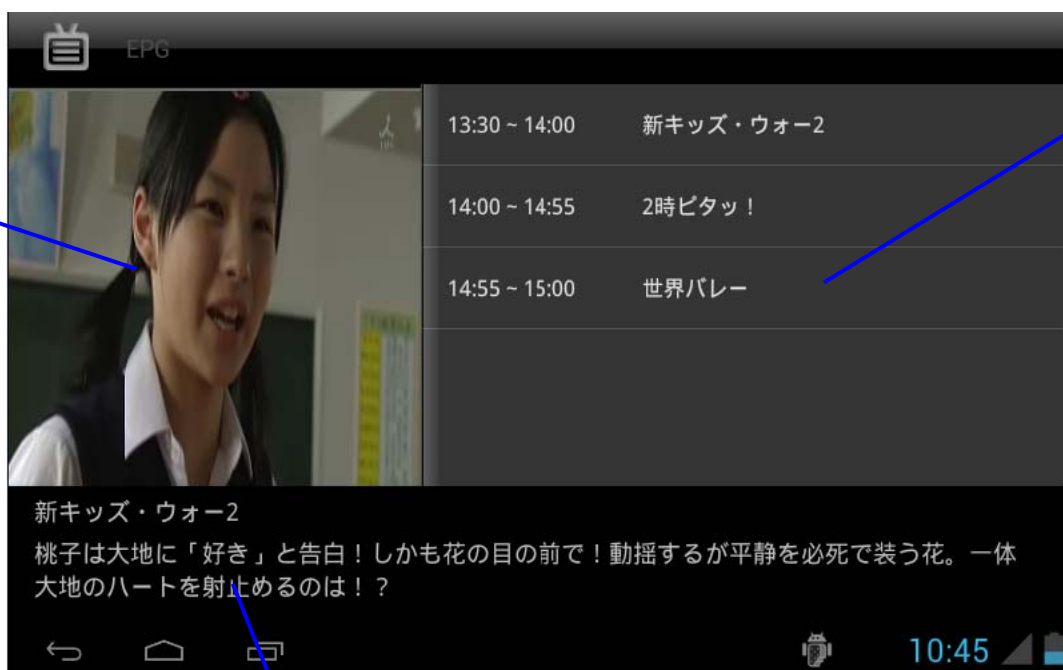 EPG
13:30 ~ 14:00 新キッズ・ウォー2
14:00 ~ 14:55 2時ピタッ！
14:55 ~ 15:00 世界バレー
新キッズ・ウォー2
桃子は大地に「好き」と告白！しかも花の目の前で！動揺するが平静を必死で装う花。一体
大地のハートを射止めるのは！？
10:45